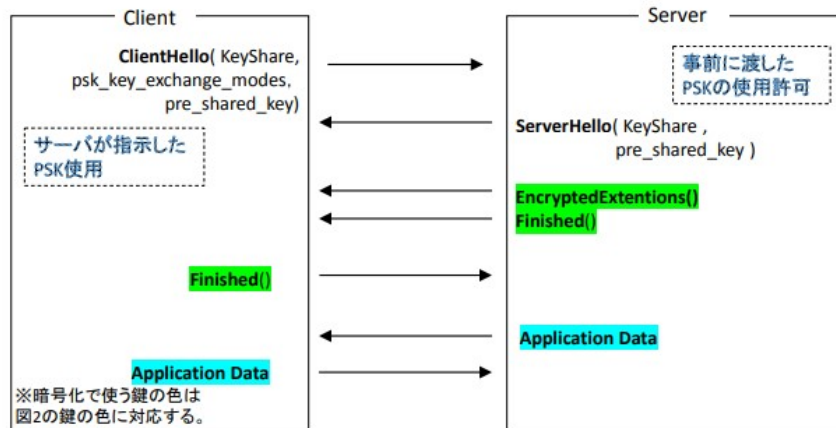 Client
Server
ClientHello( KeyShare,
psk_key_exchange_modes,
pre_shared_key)
事前に渡した
PSKの使用許可
ServerHello( KeyShare ,
pre_shared_key )
サーバが指示した
PSK使用
EncryptedExtentions()
Finished()
Finished()
Application Data
Application Data
※暗号化で使う鍵の色は
図2の鍵の色に対応する。